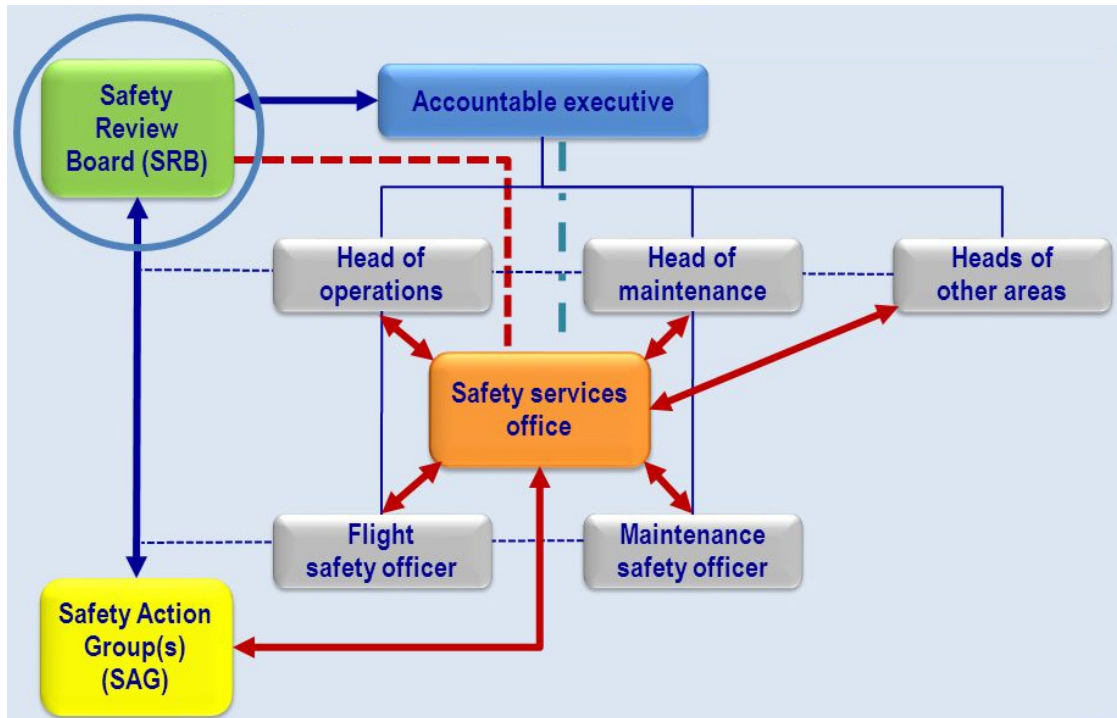 Safety
Review
Board (SRB)
Accountable executive
Head of
operations
Head of
maintenance
Heads of
other areas
Safety services
office
Flight
safety officer
Maintenance
safety officer
Safety Action
Group(s)
(SAG)